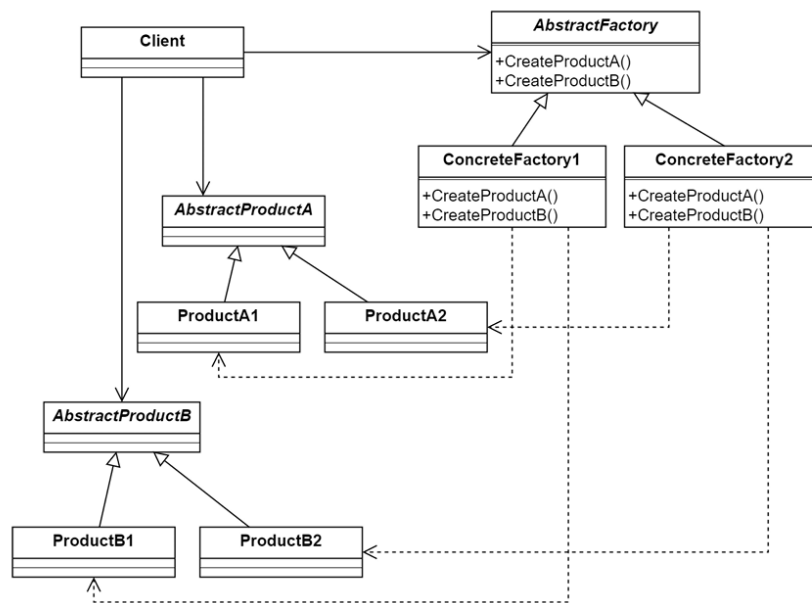 Client
AbstractFactory
+CreateProductA()
+CreateProductB()
ConcreteFactory1
+CreateProductA()
+CreateProductB()
ConcreteFactory2
+CreateProductA()
+CreateProductB()
AbstractProductA
ProductA1
ProductA2
AbstractProductB
ProductB1
ProductB2